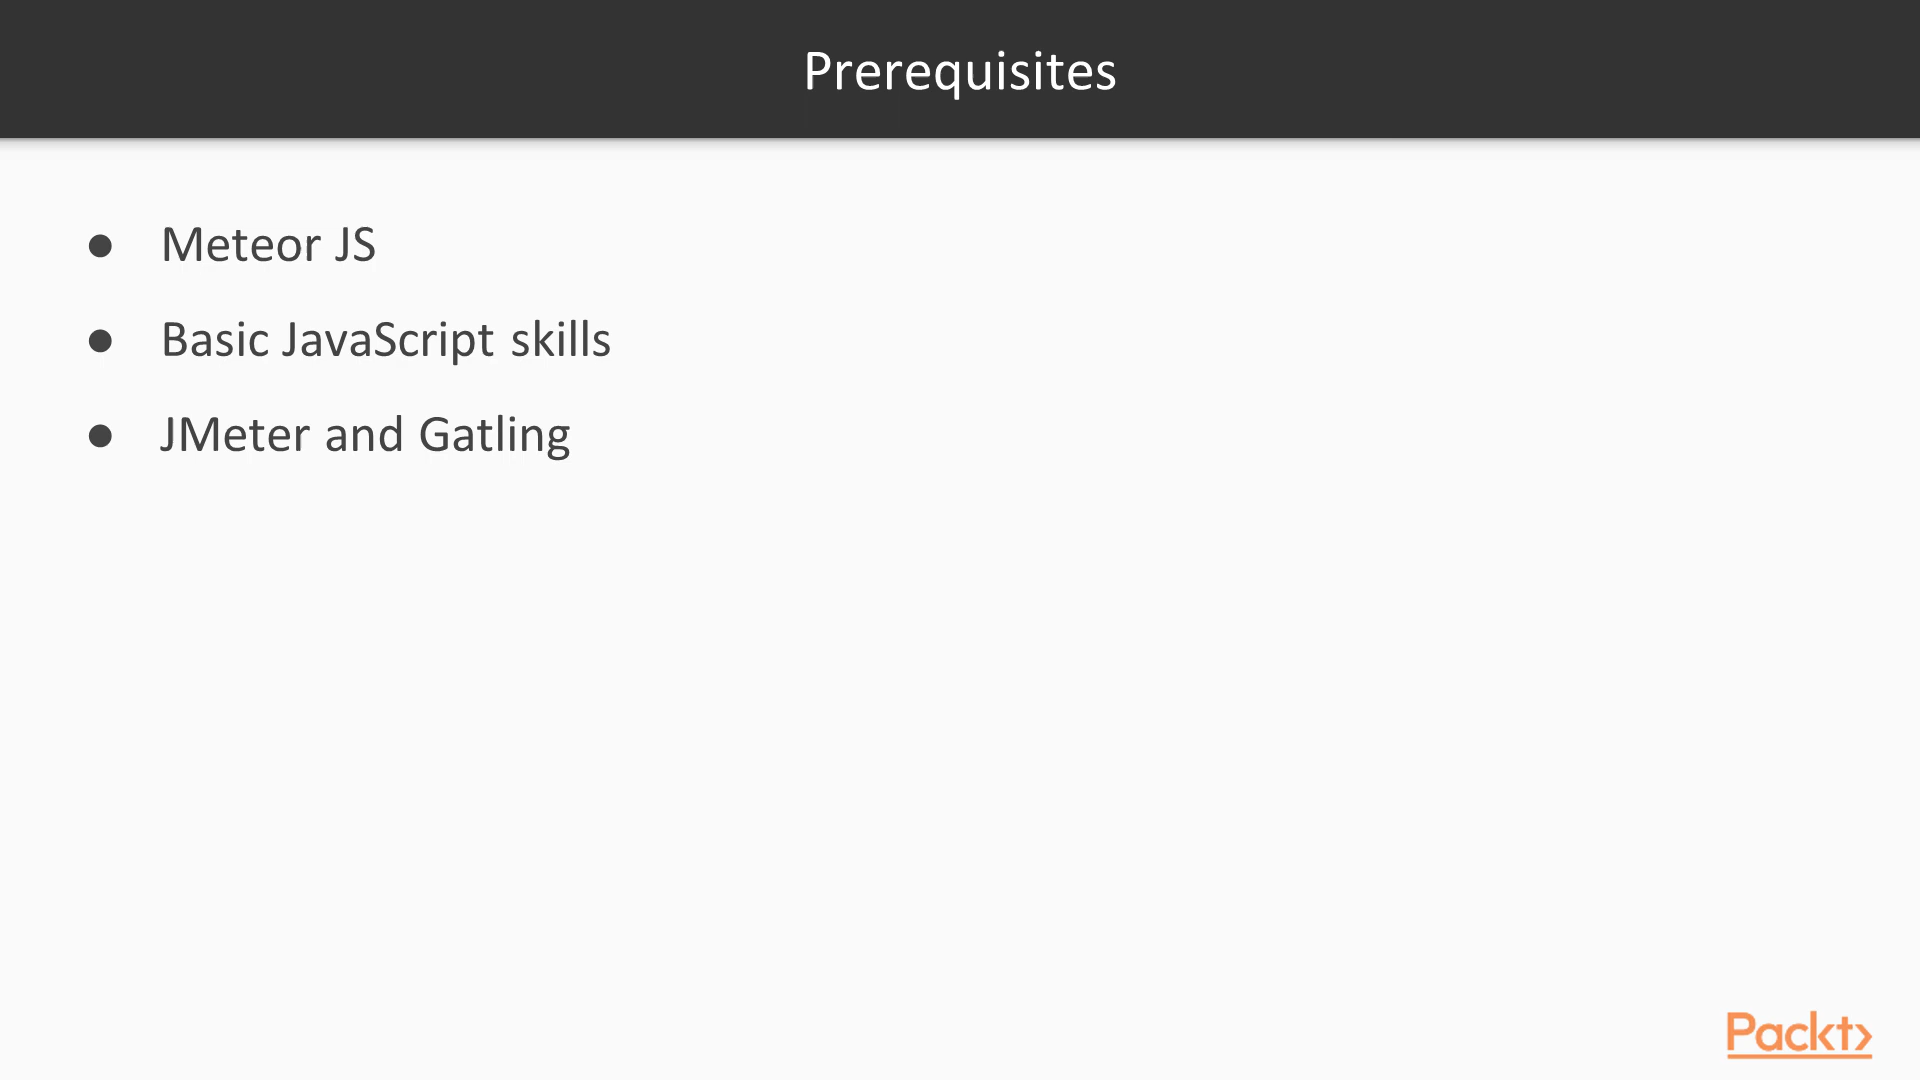 Prerequisites
● Meteor JS
● Basic JavaScript skills
● JMeter and Gatling
Packt>